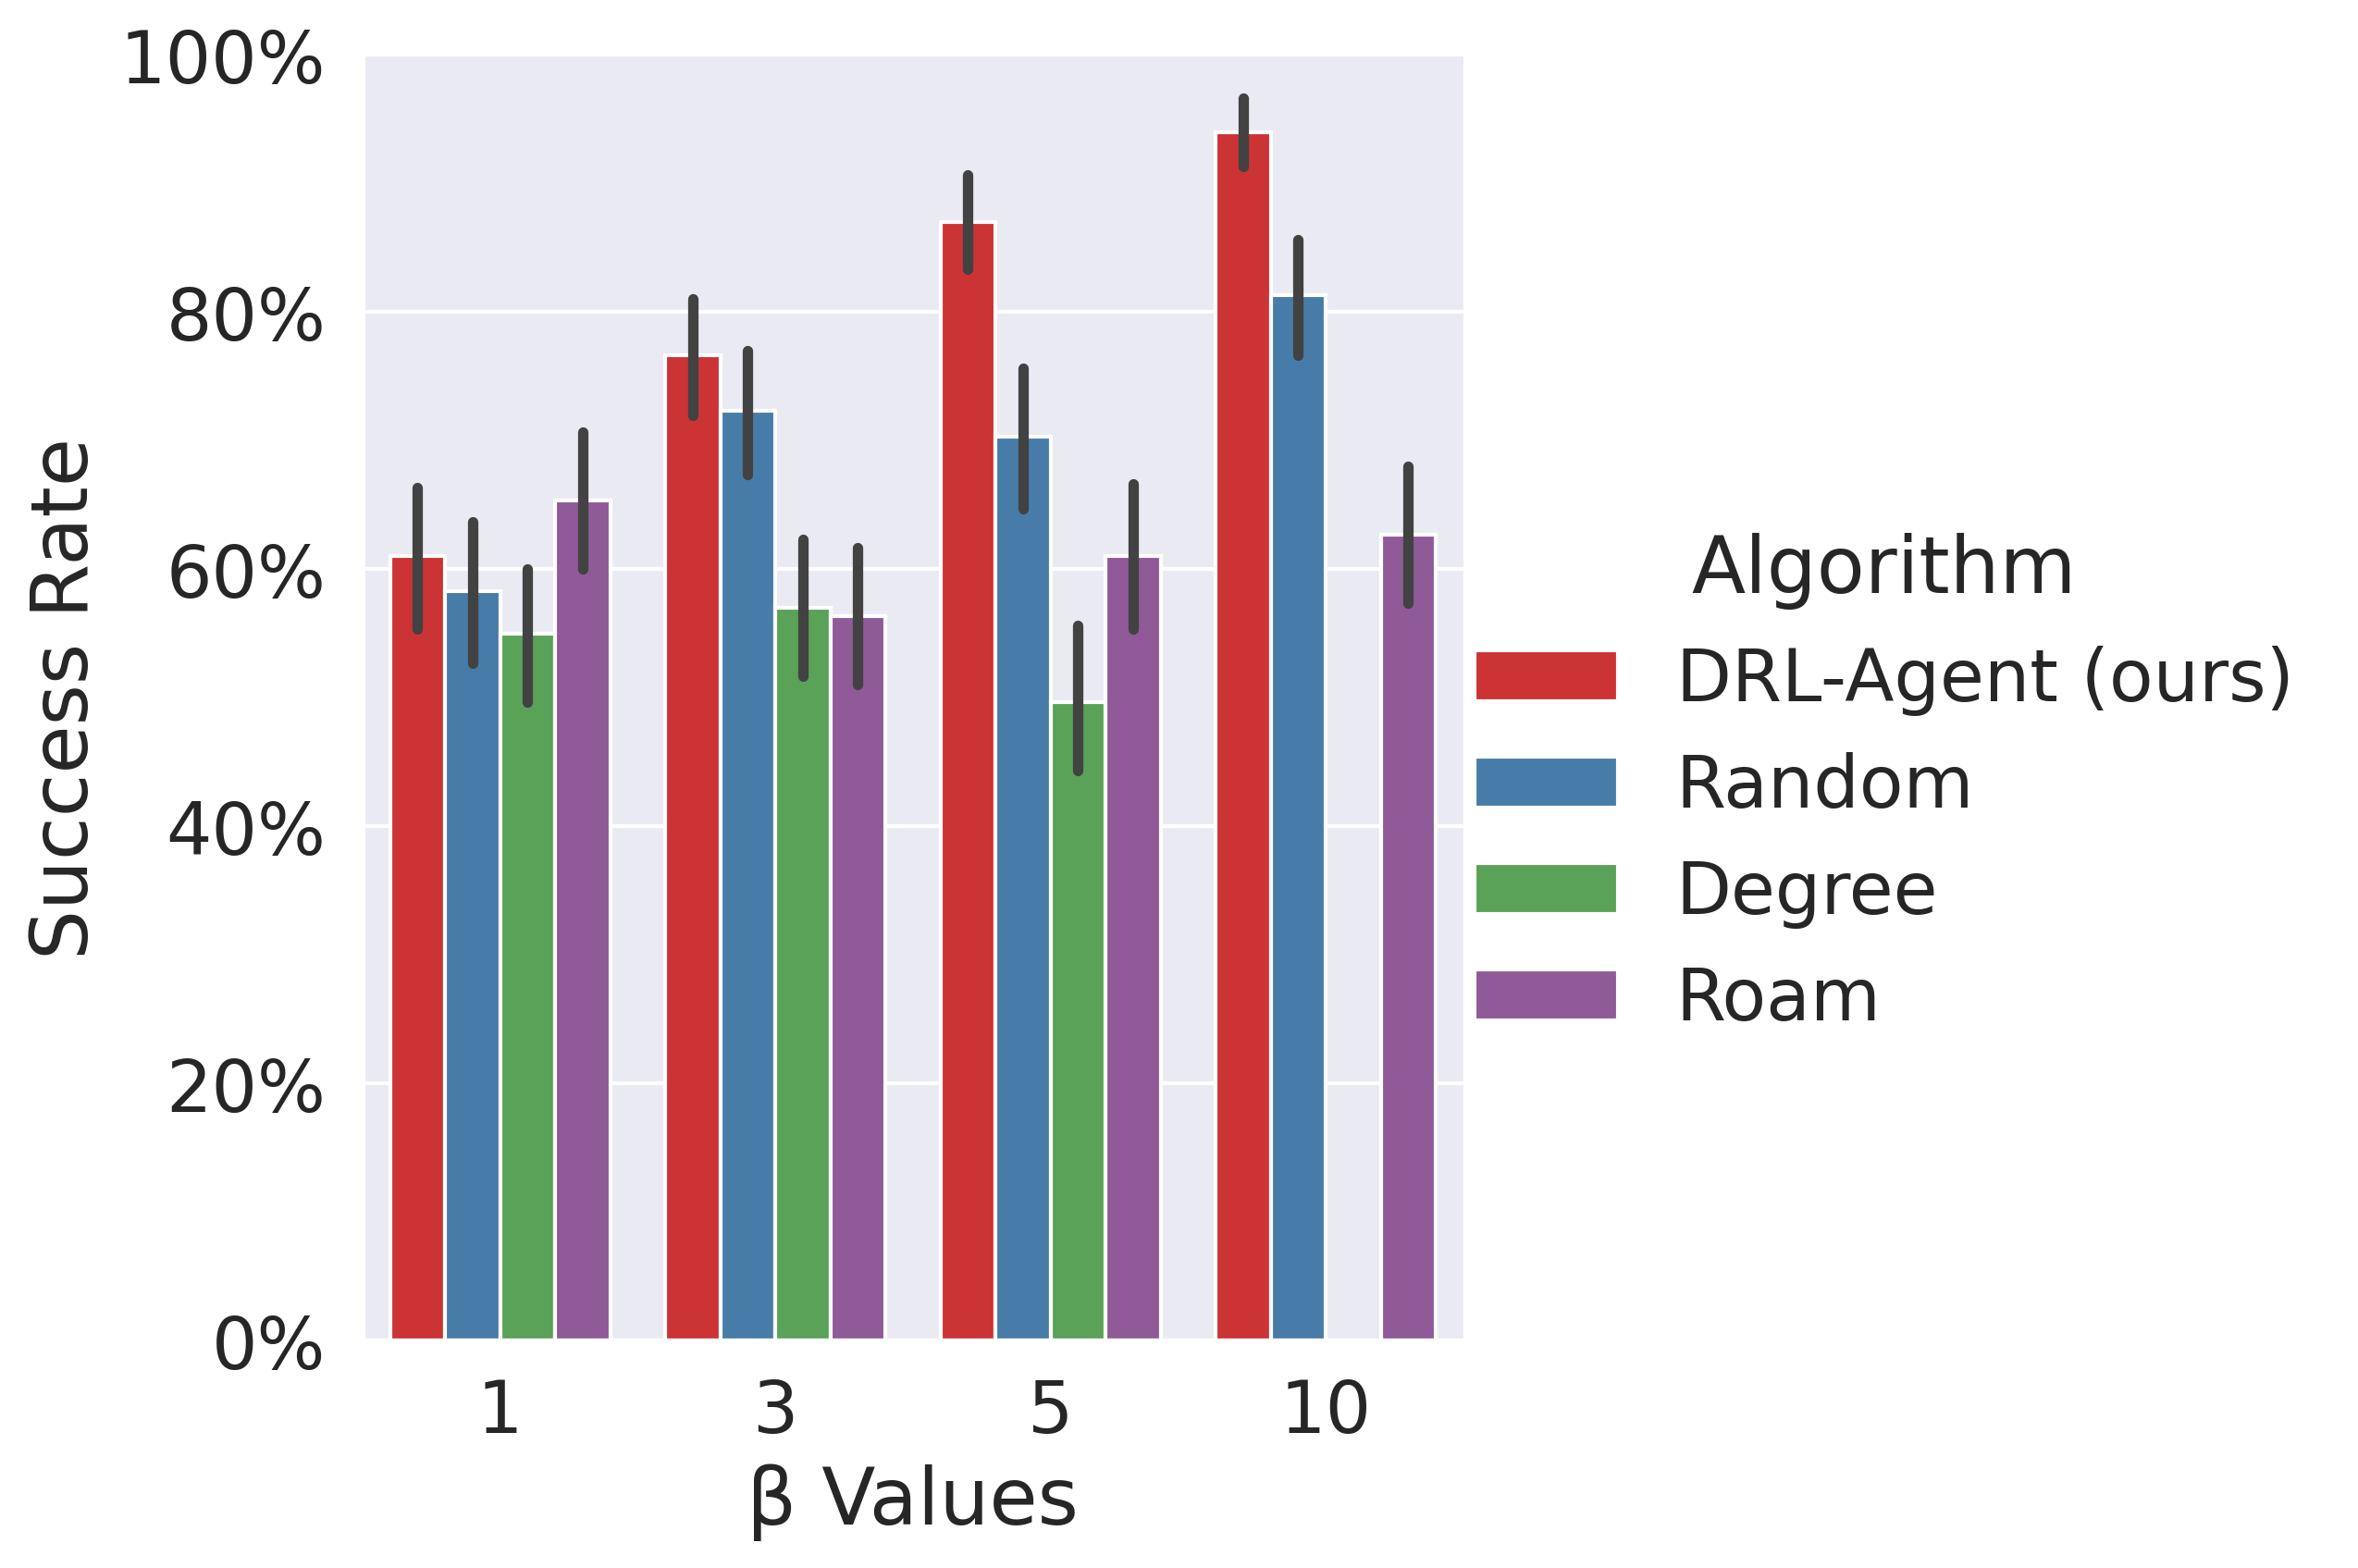 100%
80%
60%
40%
20%
0%
Success Rate
1 3 5 10
β Values
Algorithm
DRL-Agent (ours)
Random
Degree
Roam